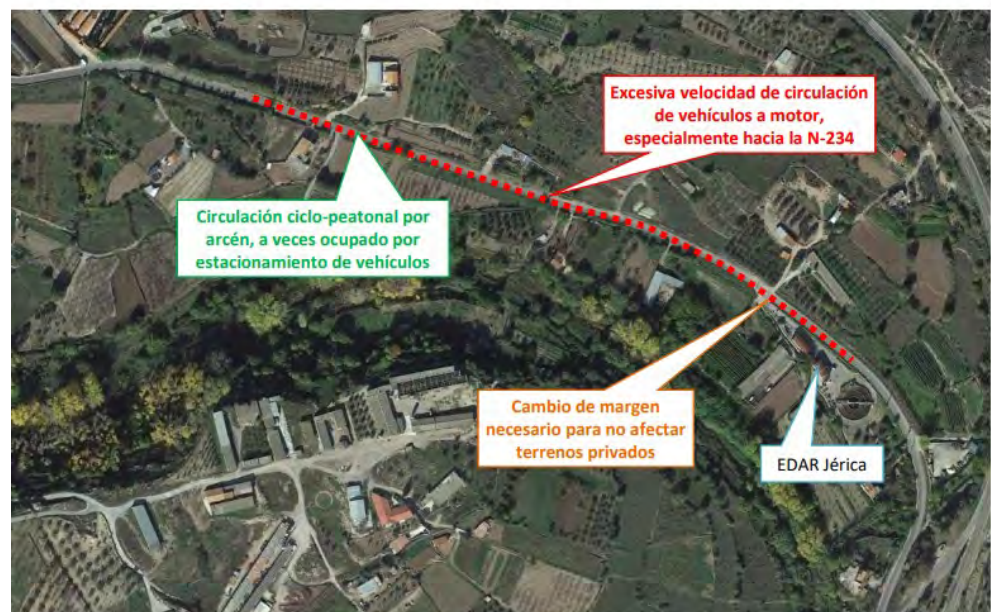 Excesiva velocidad de circulación
de vehículos a motor,
especialmente hacia la N-234
Circulación ciclo-peatonal por
arcén, a veces ocupado por
estacionamiento de vehículos
Cambio de margen
necesario para no afectar
terrenos privados
EDAR Jérica